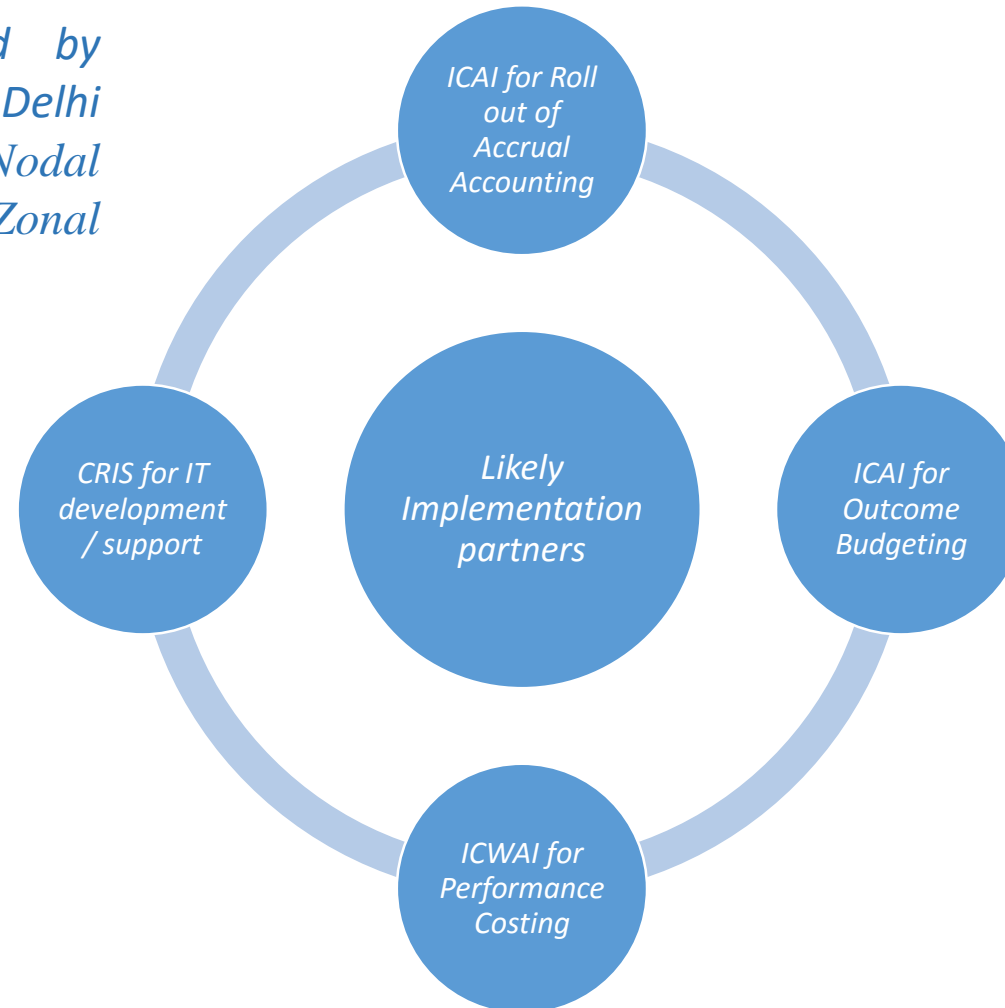 d by
Delhi
Nodal
Zonal
ICAI for Roll
out of
Accrual
Accounting
CRIS for IT
development
/ support
Likely
Implementation
partners
ICAI for
Outcome
Budgeting
ICWAI for
Performance
Costing